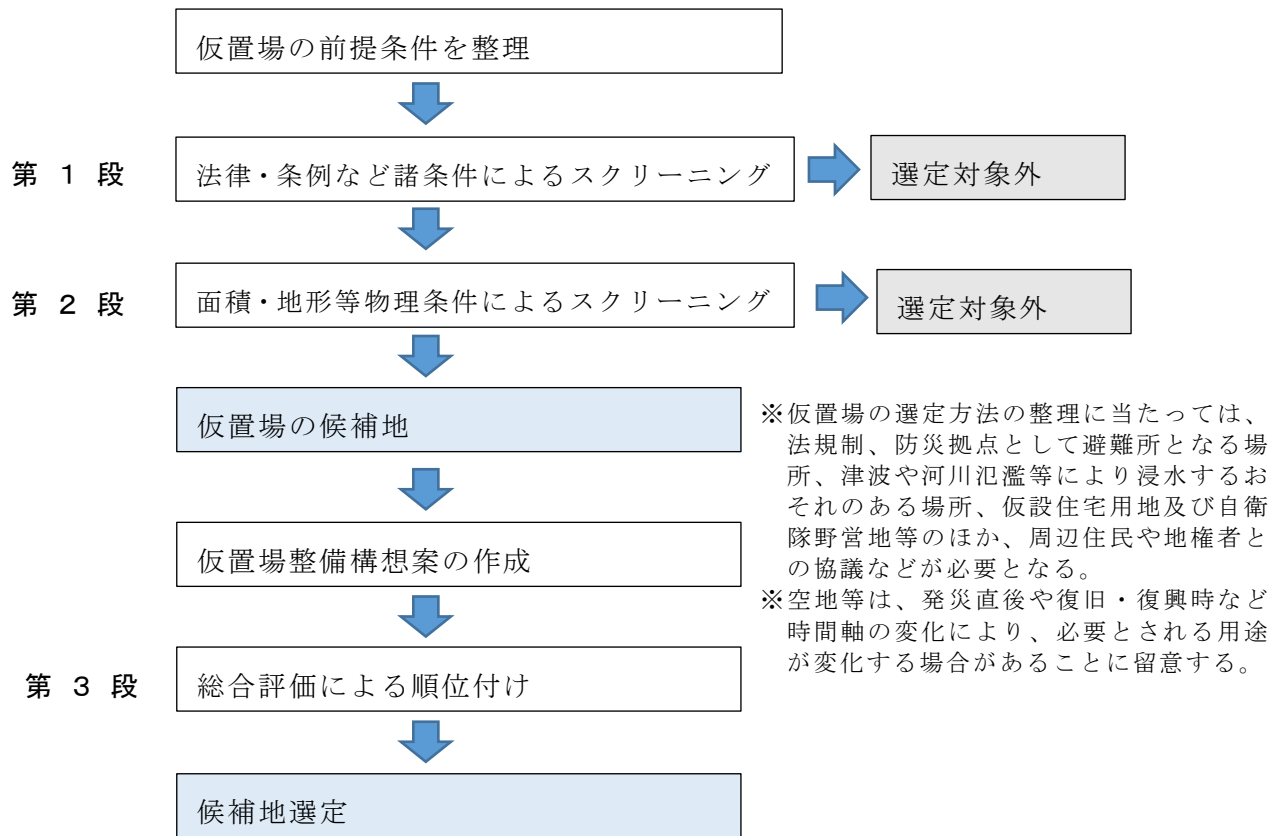 仮置場の前提条件を整理
第 1 段
法律・条例など諸条件によるスクリーニング
選定対象外
第 2 段
面積・地形等物理条件によるスクリーニング
選定対象外
仮置場の候補地
※仮置場の選定方法の整理に当たっては、
法規制、防災拠点として避難所となる場
所、津波や河川氾濫等により浸水するお
それのある場所、仮設住宅用地及び自衛
隊野営地等のほか、周辺住民や地権者と
の協議などが必要となる。
※空地等は、発災直後や復旧・復興時など
時間軸の変化により、必要とされる用途
が変化する場合があることに留意する。
仮置場整備構想案の作成
第 3 段
総合評価による順位付け
候補地選定